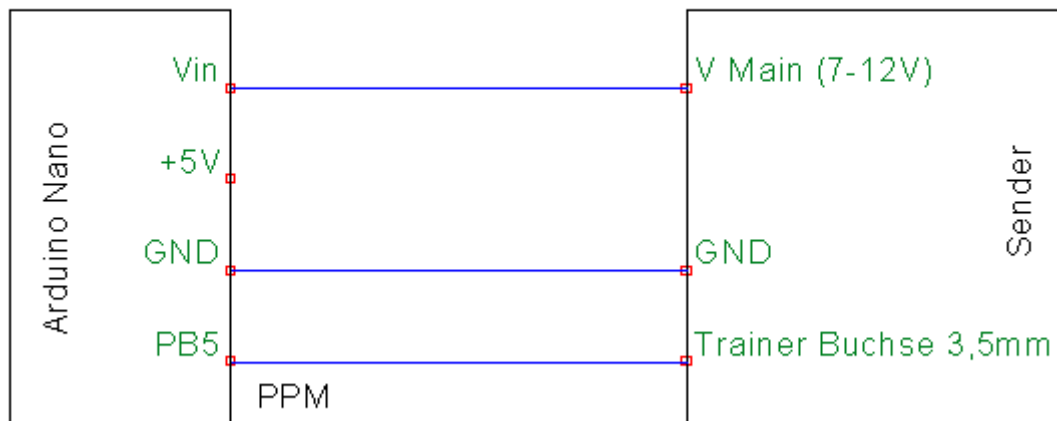 Arduino Nano
Vin
+5V
GND
PB5
PPM
V Main (7-12V)
GND
Trainer Buchse 3,5mm
Sender